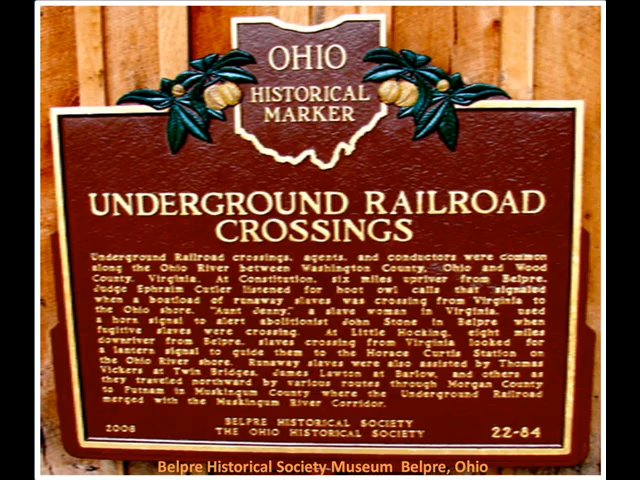 OHIO
HISTORICAL
MARKER
UNDERGROUND RAILROAD
CROSSINGS
Underground Railroad crossings, agents, and conductors were common
along the Ohio River between Washington County, Ohio and Wood
County, Virginia. At Constitution, six miles upriver from Belpre,
Judge Ephraim Cutler listened for hoot owl calls that signaled
when a boatload of runaway slaves was crossing from Virginia to
the Ohio shore. "Aunt Jenny," a slave woman in Virginia, used
a horn signal to alert abolitionist John Stone in Belpre when
fugitive slaves were crossing. At Little Hocking, eight miles
downriver from Belpre, slaves crossing from Virginia looked for
a lantern signal to guide them to the Horace Curtis Station on
the Ohio River shore. Runaway slaves were also assisted by Thomas
Vickers at Twin Bridges, James Lawton at Barlow, and others as
they traveled northward by various routes through Morgan County
to Putnam in Muskingum County where the Underground Railroad
merged with the Muskingum River Corridor.
BELPRE HISTORICAL SOCIETY
2008 THE OHIO HISTORICAL SOCIETY 22-84
Belpre Historical Society Museum Belpre, Ohio